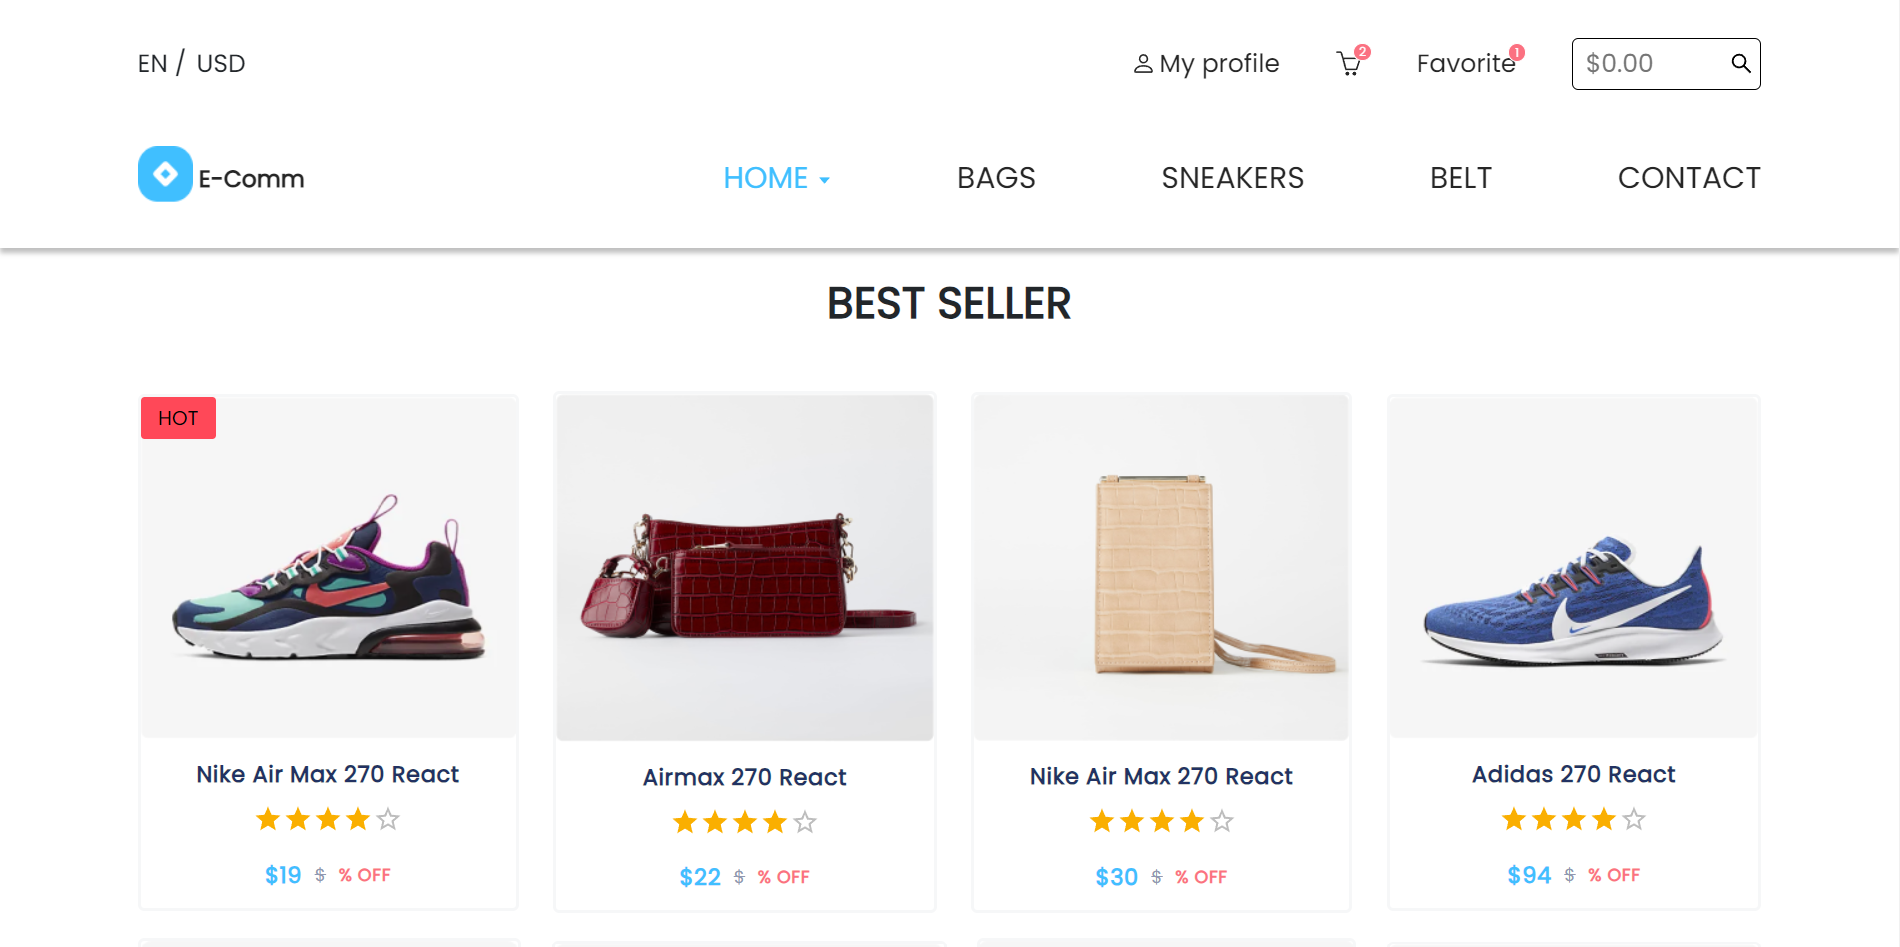 EN / USD
My profile
2
Favorite
1
$0.00
E-Comm
HOME
BAGS
SNEAKERS
BELT
CONTACT
BEST SELLER
HOT
Nike Air Max 270 React
$19 $ % OFF
Airmax 270 React
$22 $ % OFF
Nike Air Max 270 React
$30 $ % OFF
Adidas 270 React
$94 $ % OFF